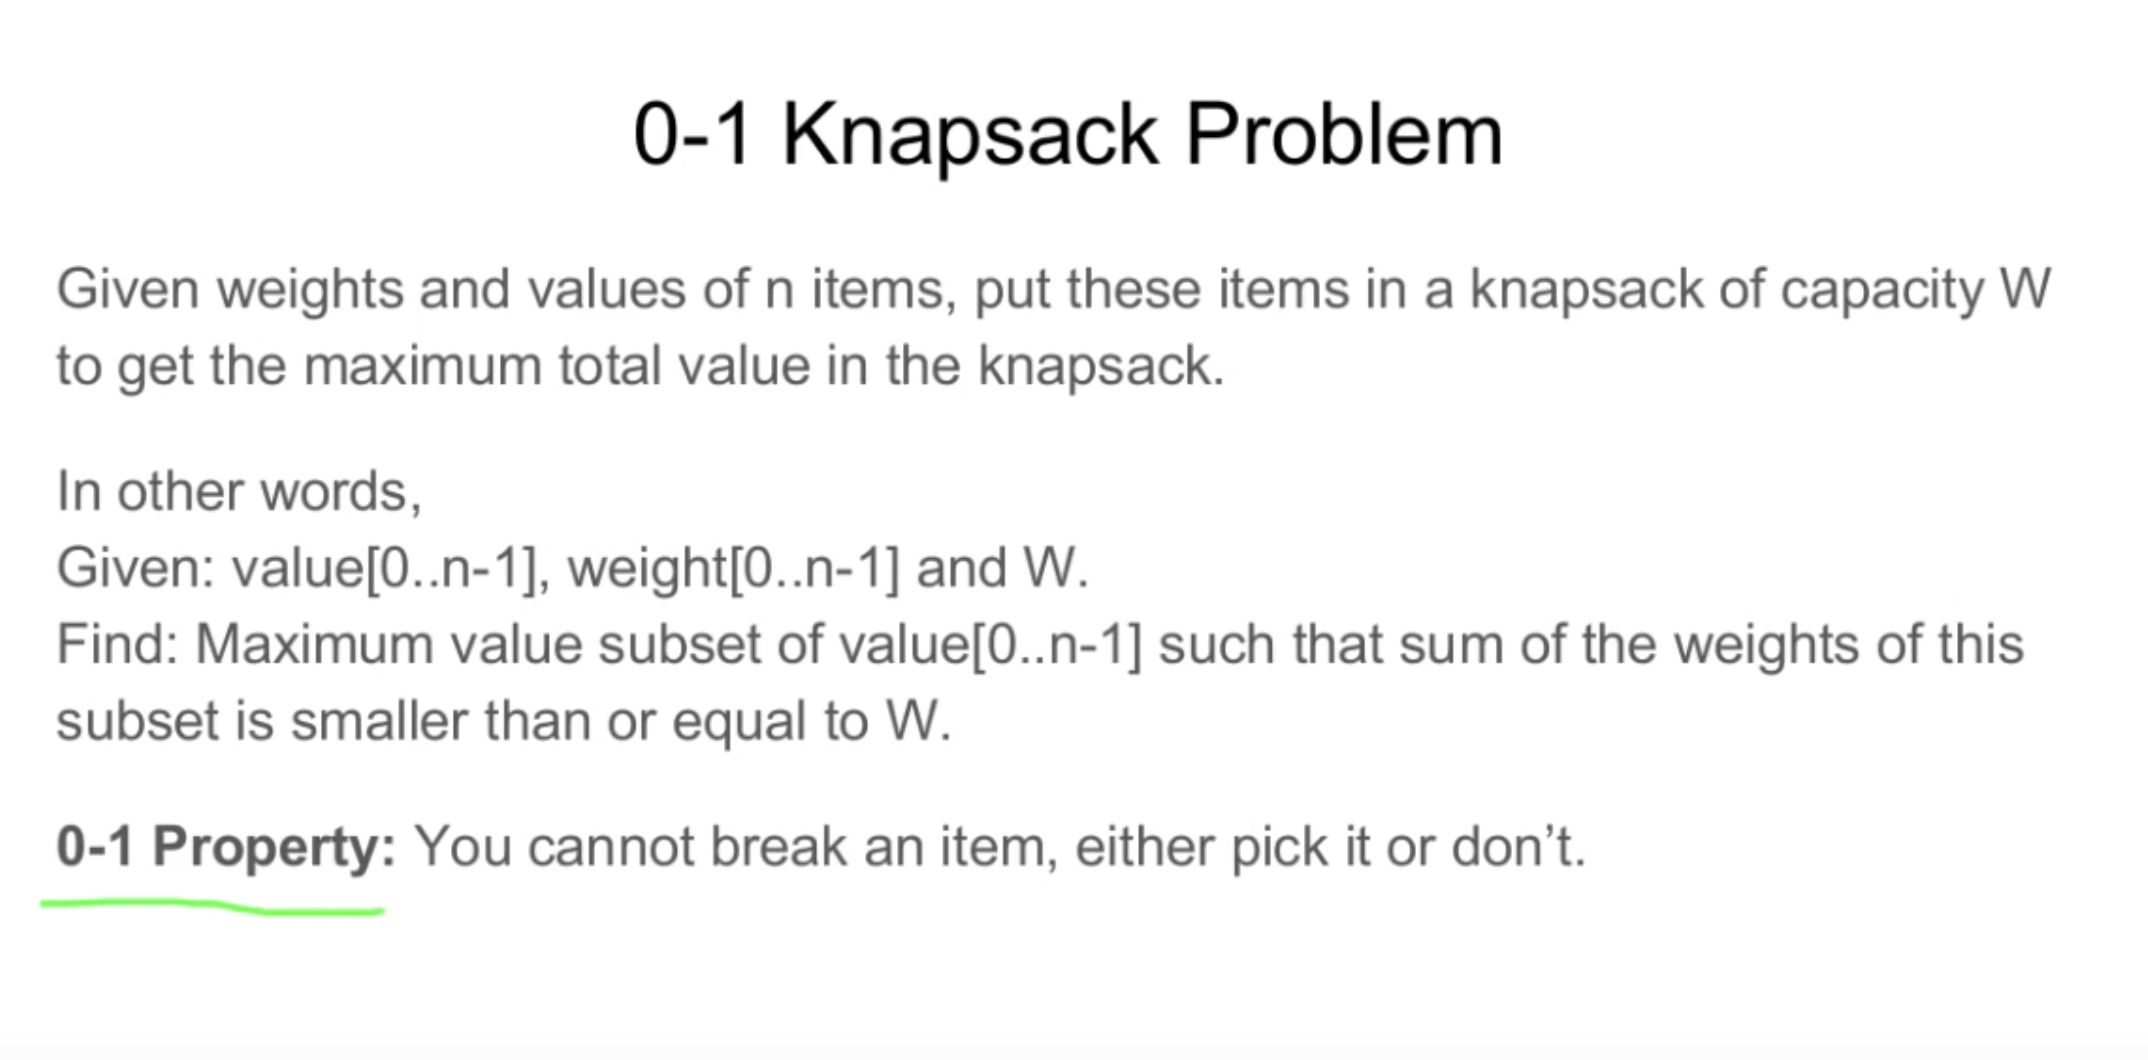 0-1 Knapsack Problem
Given weights and values of n items, put these items in a knapsack of capacity W
to get the maximum total value in the knapsack.
In other words,
Given: value[0..n-1], weight[0..n-1] and W.
Find: Maximum value subset of value[0..n-1] such that sum of the weights of this
subset is smaller than or equal to W.
0-1 Property: You cannot break an item, either pick it or don’t.